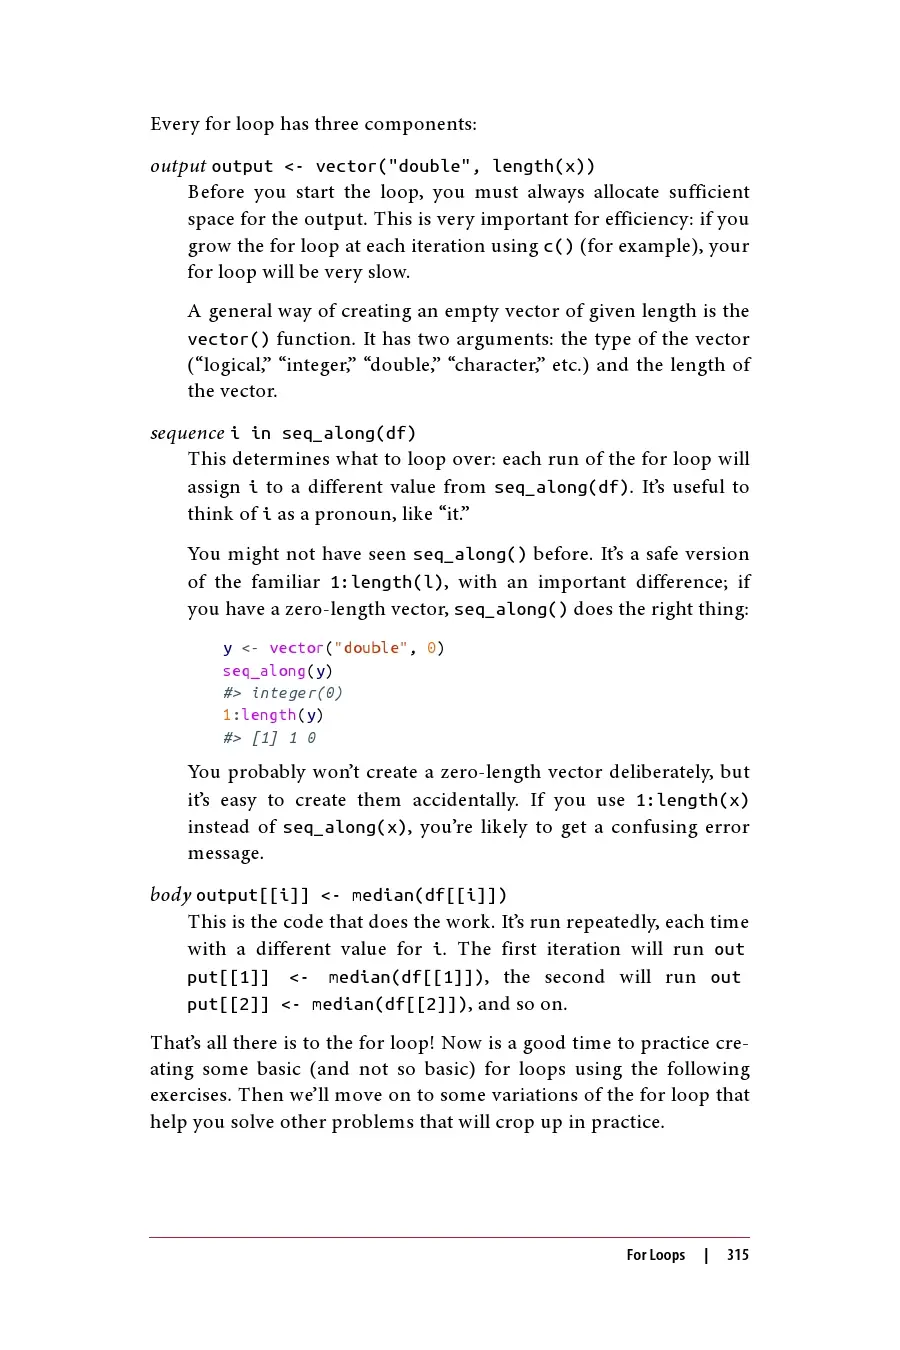 Every for loop has three components:
output output <- vector("double", length(x))
Before you start the loop, you must always allocate sufficient
space for the output. This is very important for efficiency: if you
grow the for loop at each iteration using c() (for example), your
for loop will be very slow.
A general way of creating an empty vector of given length is the
vector() function. It has two arguments: the type of the vector
(“logical,” “integer,” “double,” “character,” etc.) and the length of
the vector.
sequence i in seq_along(df)
This determines what to loop over: each run of the for loop will
assign i to a different value from seq_along(df). It’s useful to
think of i as a pronoun, like “it.”
You might not have seen seq_along() before. It’s a safe version
of the familiar 1:length(l), with an important difference; if
you have a zero-length vector, seq_along() does the right thing:
y <- vector("double", 0)
seq_along(y)
#> integer(0)
1:length(y)
#> [1] 1 0
You probably won’t create a zero-length vector deliberately, but
it’s easy to create them accidentally. If you use 1:length(x)
instead of seq_along(x), you’re likely to get a confusing error
message.
body output[[i]] <- median(df[[i]])
This is the code that does the work. It’s run repeatedly, each time
with a different value for i. The first iteration will run out
put[[1]] <- median(df[[1]]), the second will run out
put[[2]] <- median(df[[2]]), and so on.
That’s all there is to the for loop! Now is a good time to practice cre-
ating some basic (and not so basic) for loops using the following
exercises. Then we’ll move on to some variations of the for loop that
help you solve other problems that will crop up in practice.
For Loops | 315